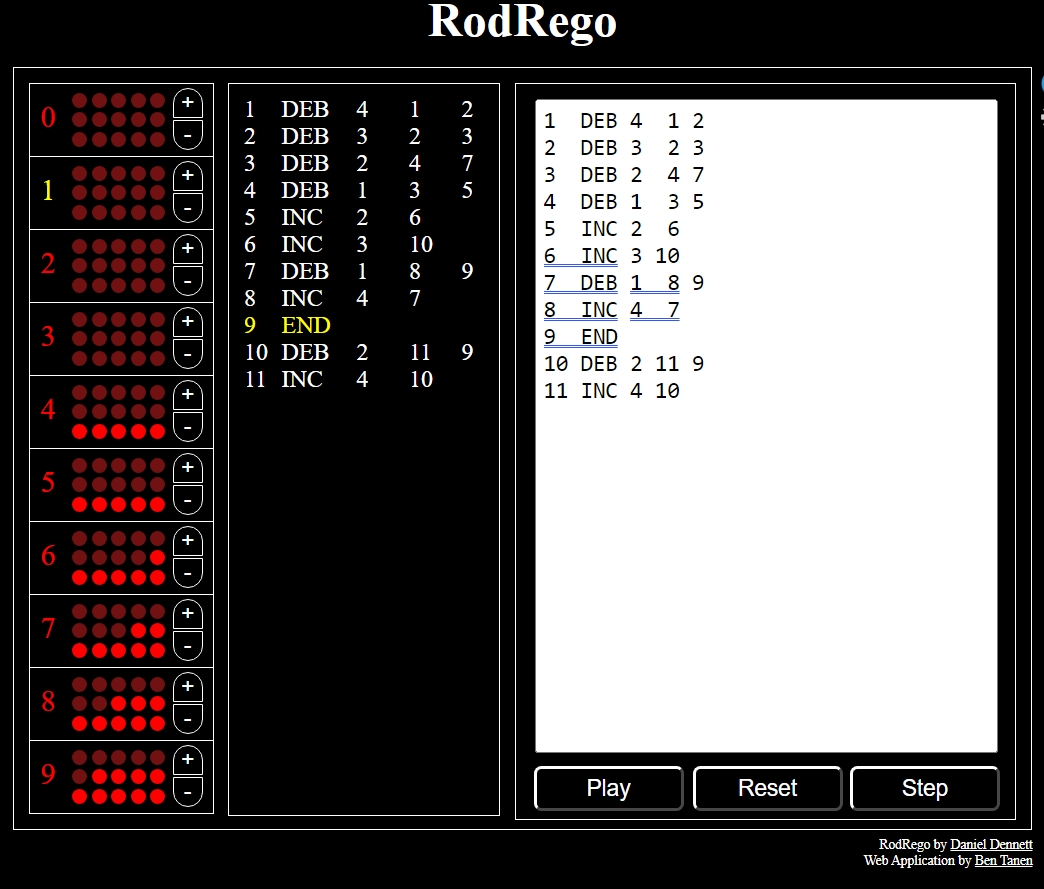 RodRego
0 + -
1 + -
2 + -
3 + -
4 + -
5 + -
6 + -
7 + -
8 + -
9 + -
1 DEB 4 1 2
2 DEB 3 2 3
3 DEB 2 4 7
4 DEB 1 3 5
5 INC 2 6
6 INC 3 10
7 DEB 1 8 9
8 INC 4 7
9 END
10 DEB 2 11 9
11 INC 4 10
1 DEB 4 1 2
2 DEB 3 2 3
3 DEB 2 4 7
4 DEB 1 3 5
5 INC 2 6
6 INC 3 10
7 DEB 1 8 9
8 INC 4 7
9 END
10 DEB 2 11 9
11 INC 4 10
Play Reset Step
RodRego by Daniel Dennett
Web Application by Ben Tanen